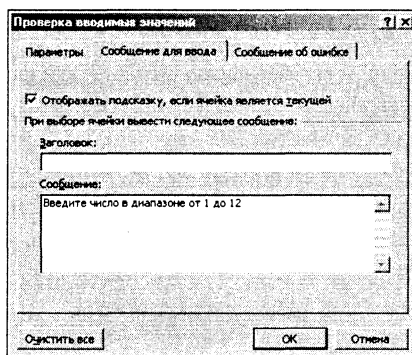 Проверка вводимых значений
Параметры Сообщение для ввода Сообщение об ошибке
Отображать подсказку, если ячейка является текущей
При выборе ячейки вывести следующее сообщение:
Заголовок:
Сообщение:
Введите число в диапазоне от 1 до 12
Очистить все OK Отмена